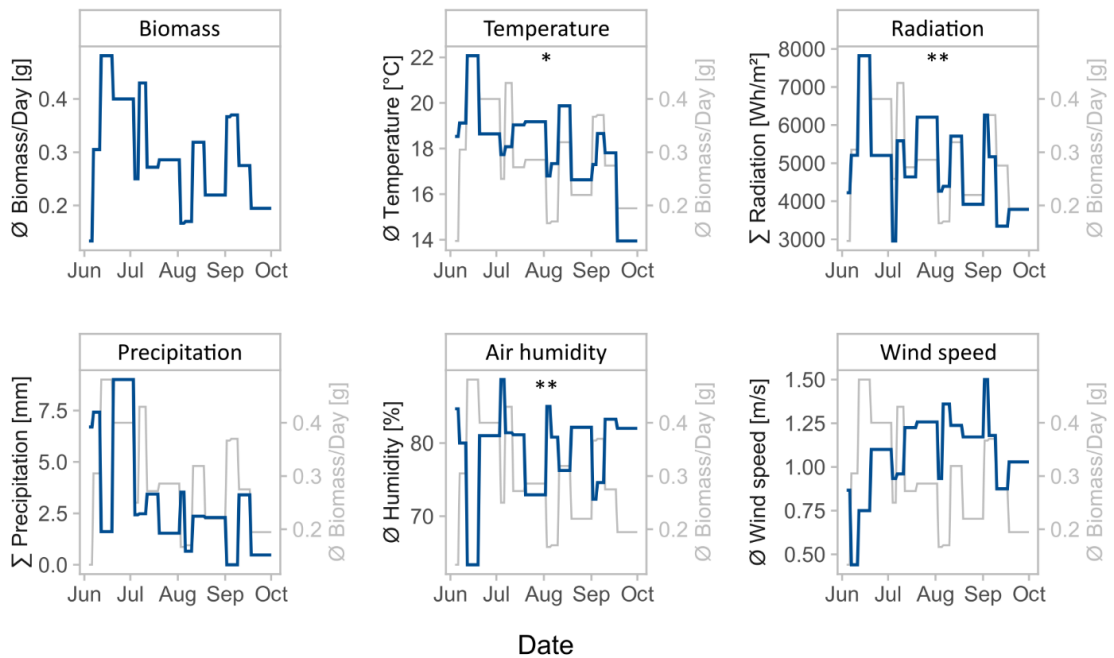 Biomass
Ø Biomass/Day [g]
0.4
0.3
0.2
Jun Jul Aug Sep Oct
Temperature
*
Ø Temperature [°C]
22
20
18
16
14
Ø Biomass/Day [g]
0.4
0.3
0.2
Jun Jul Aug Sep Oct
Radiation
**
∑ Radiation [Wh/m²]
8000
7000
6000
5000
4000
3000
Ø Biomass/Day [g]
0.4
0.3
0.2
Jun Jul Aug Sep Oct
Precipitation
∑ Precipitation [mm]
7.5
5.0
2.5
0.0
Ø Biomass/Day [g]
0.4
0.3
0.2
Jun Jul Aug Sep Oct
Air humidity
**
Ø Humidity [%)
80
70
Ø Biomass/Day [g]
0.4
0.3
0.2
Jun Jul Aug Sep Oct
Wind speed
Ø Wind speed [m/s]
1.50
1.25
1.00
0.75
0.50
Ø Biomass/Day [g]
0.4
0.3
0.2
Jun Jul Aug Sep Oct
Date